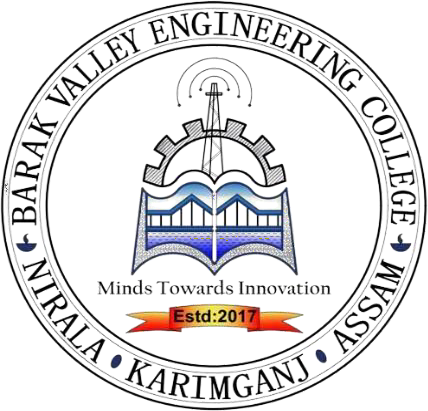 BARAK VALLEY ENGINEERING COLLEGE
Minds Towards Innovation
Estd:2017
NIRALA • KARIMGANJ • ASSAM